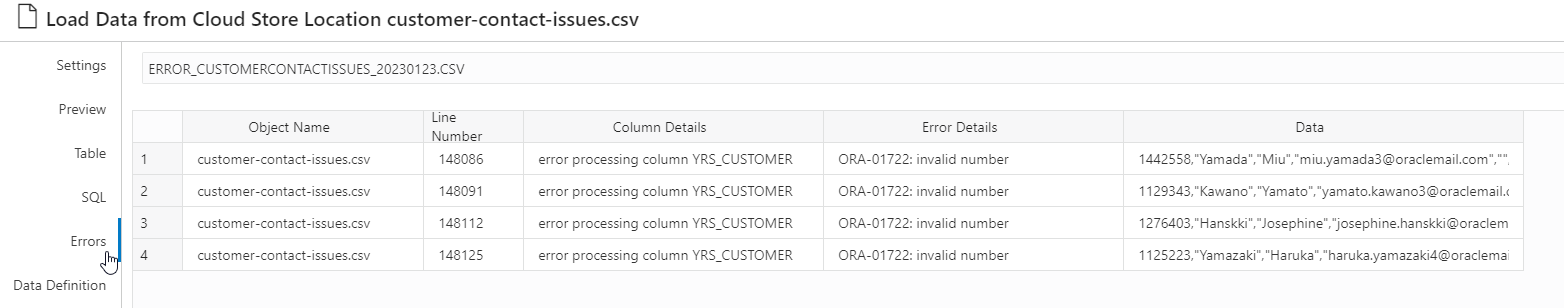 Load Data from Cloud Store Location customer-contact-issues.csv
Settings
Preview
Table
SQL
Errors
Data Definition
ERROR_CUSTOMERCONTACTISSUES_20230123.CSV
Object Name Line Number Column Details Error Details Data
1 customer-contact-issues.csv 148086 error processing column YRS_CUSTOMER ORA-01722: invalid number 1442558,"Yamada","Miu","miu.yamada3@oraclemail.com","",
2 customer-contact-issues.csv 148091 error processing column YRS_CUSTOMER ORA-01722: invalid number 1129343,"Kawano","Yamato","yamato.kawano3@oraclemail.c
3 customer-contact-issues.csv 148112 error processing column YRS_CUSTOMER ORA-01722: invalid number 1276403,"Hanskki","Josephine","josephine.hanskki@oraclem
4 customer-contact-issues.csv 148125 error processing column YRS_CUSTOMER ORA-01722: invalid number 1125223,"Yamazaki","Haruka","haruka.yamazaki4@oraclemai